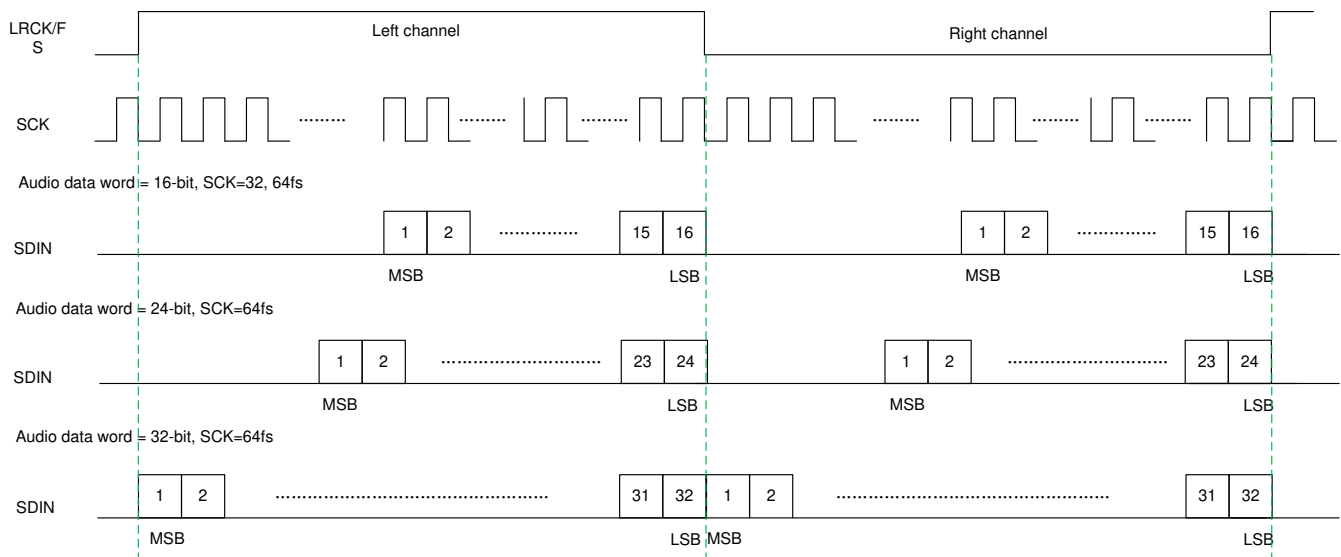 LRCK/F
S
Left channel
Right channel
SCK
......... ......... ......... ......... ......... .........
Audio data word = 16-bit, SCK=32, 64fs
SDIN
1 2 ............... 15 16 1 2 ............... 15 16
MSB LSB MSB LSB
Audio data word = 24-bit, SCK=64fs
SDIN
1 2 .............................. 23 24 1 2 .............................. 23 24
MSB LSB MSB LSB
Audio data word = 32-bit, SCK=64fs
SDIN
1 2 .................................................... 31 32 1 2 .................................................... 31 32
MSB LSB MSB LSB